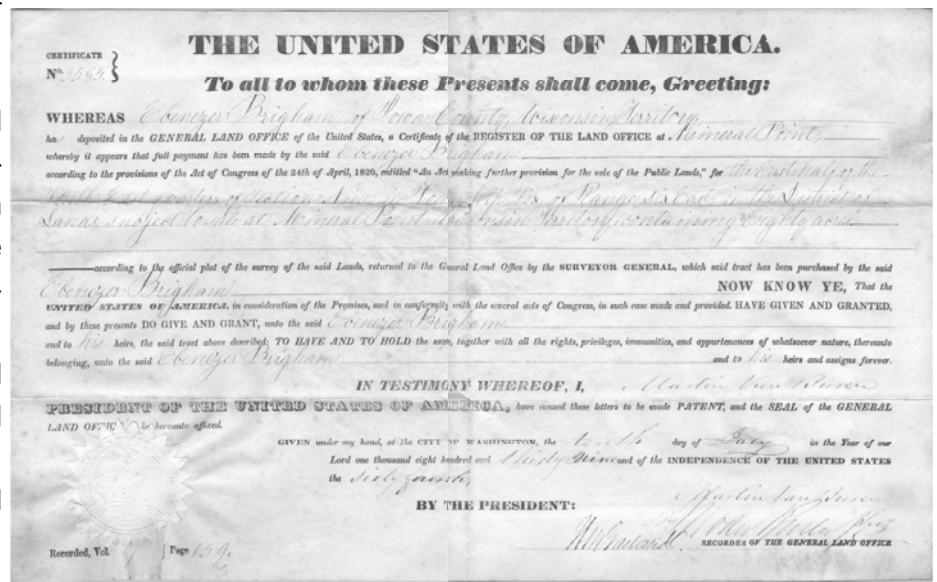 THE UNITED STATES OF AMERICA.
CERTIFICATE
No. 3585
To all to whom these Presents shall come, Greeting:
WHEREAS Ebenezer Brigham, of Iowa County, Wisconsin Territory,
ha deposited in the GENERAL LAND OFFICE of the United States, a Certificate of the REGISTER OF THE LAND OFFICE at Mineral Point,
whereby it appears that full payment has been made by the said Ebenezer Brigham
according to the provisions of the Act of Congress of the 24th of April, 1820, entitled "An Act making further provision for the sale of the Public Lands," for the East half of the
East quarter of Section of Range Six East in the District of
Lands subject to sale at Mineral Point Wisconsin Territory, containing Eighty acres
according to the official plat of the survey of the said Lands, returned to the General Land Office by the SURVEYOR GENERAL, which said tract has been purchased by the said
Ebenezer Brigham NOW KNOW YE, That the
UNITED STATES OF AMERICA, in consideration of the Premises, and in conformity with the several acts of Congress, in such case made and provided, HAVE GIVEN AND GRANTED,
and by these presents DO GIVE AND GRANT, unto the said Ebenezer Brigham
and to his heirs, the said tract above described: TO HAVE AND TO HOLD the same, together with all the rights, privileges, immunities, and appurtenances of whatsoever nature, thereunto
belonging, unto the said Ebenezer Brigham and to his heirs and assigns forever.
IN TESTIMONY WHEREOF, I, Martin Van Buren
PRESIDENT OF THE UNITED STATES OF AMERICA, have caused these letters to be made PATENT, and the SEAL of the GENERAL
LAND OFFIC to be hereunto affixed.
GIVEN under my hand, at the CITY OF WASHINGTON, the tenth day of July in the Year of our
Lord one thousand eight hundred and thirty nine and of the INDEPENDENCE OF THE UNITED STATES
the sixty fourth
BY THE PRESIDENT: Martin Van Buren
RECORDER OF THE GENERAL LAND OFFICE
Recorded, Vol Page 159